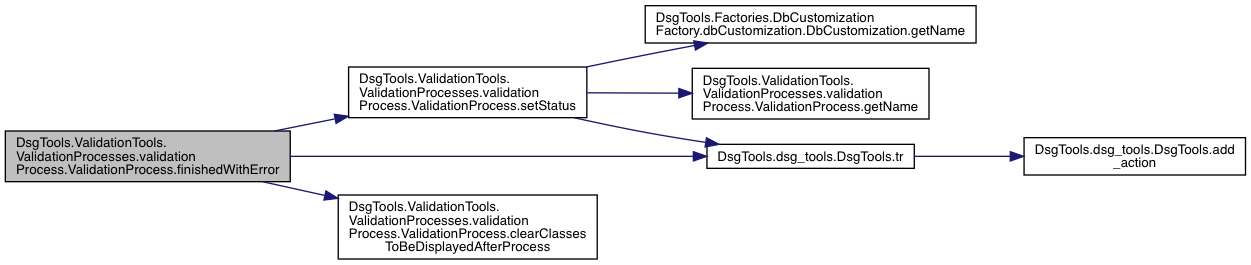 DsgTools.ValidationTools.
ValidationProcesses.validation
Process.ValidationProcess.finishedWithError
DsgTools.ValidationTools.
ValidationProcesses.validation
Process.ValidationProcess.setStatus
DsgTools.Factories.DbCustomization
Factory.dbCustomization.DbCustomization.getName
DsgTools.ValidationTools.
ValidationProcesses.validation
Process.ValidationProcess.getName
DsgTools.dsg_tools.DsgTools.tr
DsgTools.dsg_tools.DsgTools.add
_action
DsgTools.ValidationTools.
ValidationProcesses.validation
Process.ValidationProcess.clearClasses
ToBeDisplayedAfterProcess